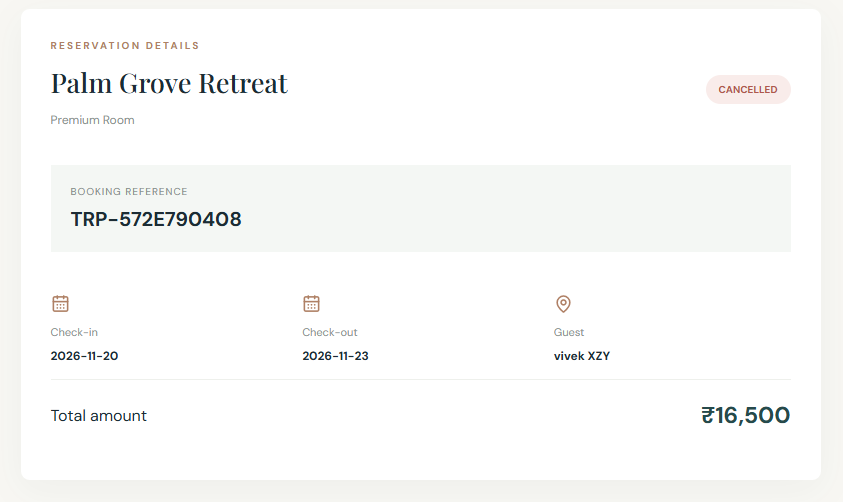 RESERVATION DETAILS
Palm Grove Retreat
CANCELLED
Premium Room
BOOKING REFERENCE
TRP-572E790408
Check-in
Check-out
Guest
2026-11-20
2026-11-23
vivek XZY
Total amount
₹16,500